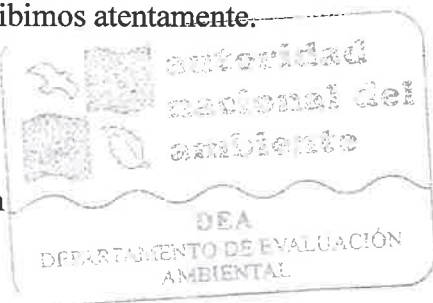 ibimos atentamente.
autoridad
nacional del
ambiente
DEA
DEPARTAMENTO DE EVALUACIÓN
AMBIENTAL